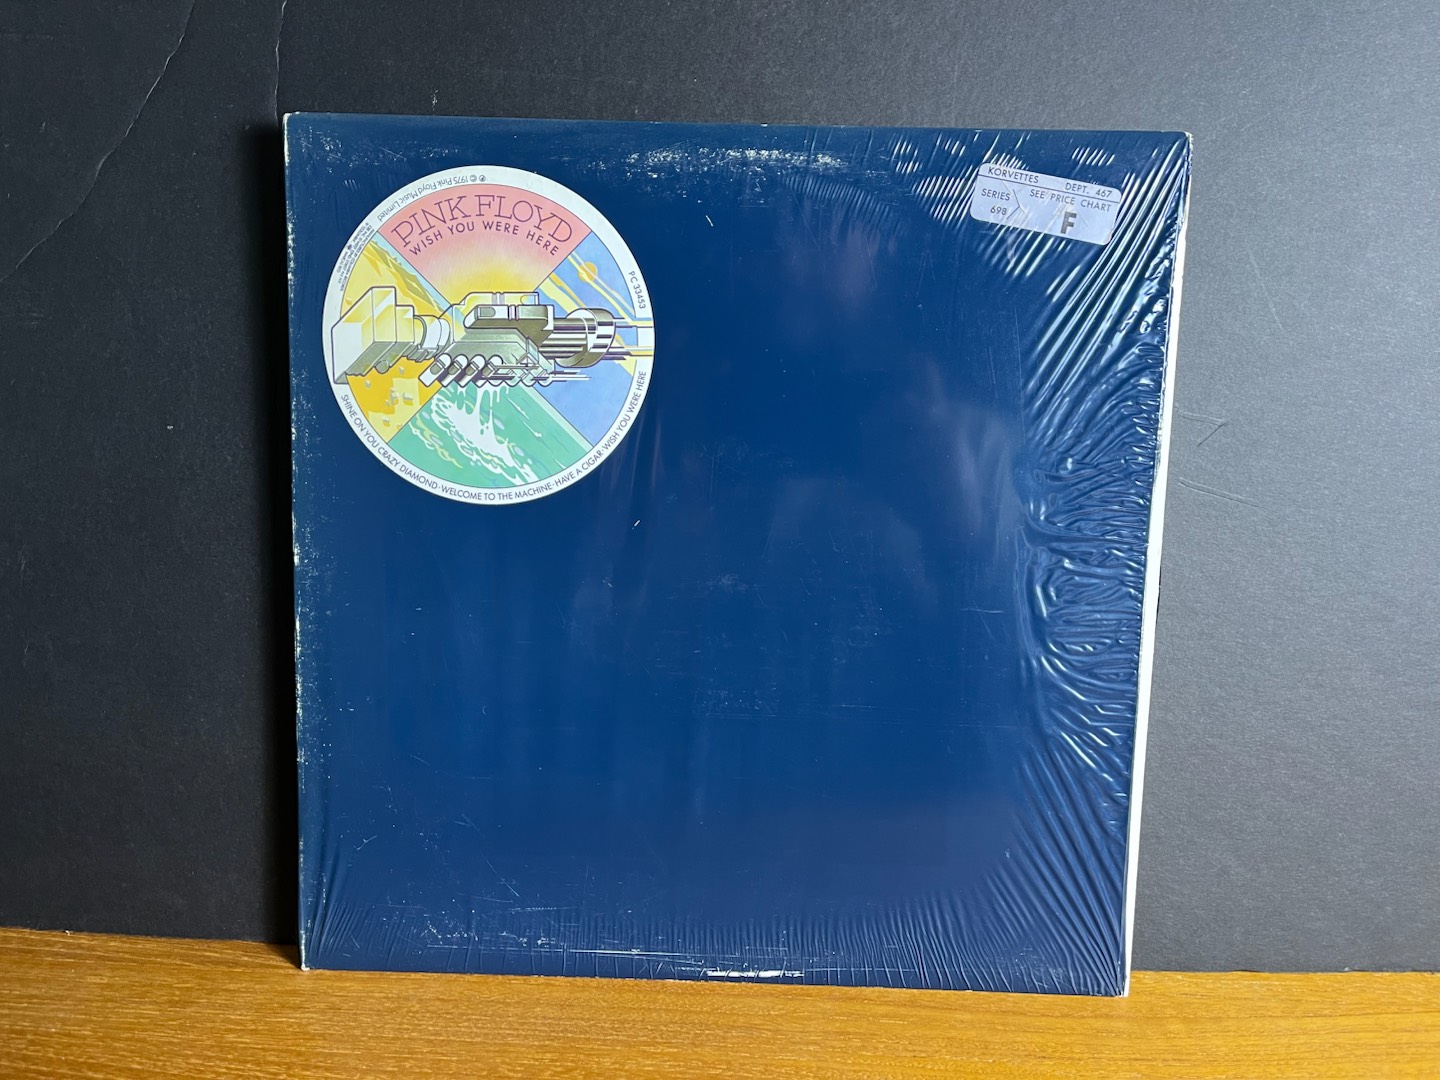 ℗ © 1975 Pink Floyd Music Limited
PINK FLOYD
WISH YOU WERE HERE
PC 33453
SHINE ON YOU CRAZY DIAMOND·WELCOME TO THE MACHINE·HAVE A CIGAR·WISH YOU WERE HERE
KORVETTES DEPT. 467
SERIES SEE PRICE CHART
698 F